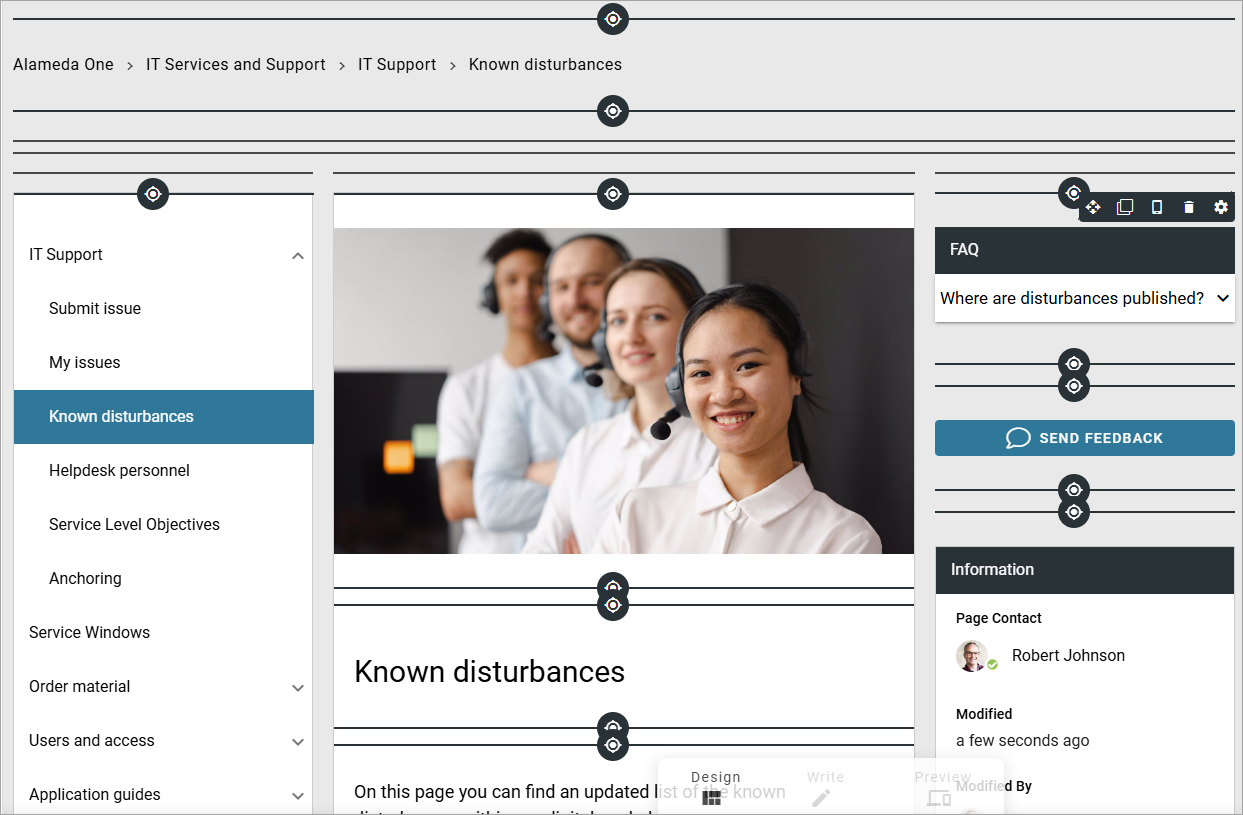 Alameda One > IT Services and Support > IT Support > Known disturbances
IT Support
Submit issue
My issues
Known disturbances
Helpdesk personnel
Service Level Objectives
Anchoring
Service Windows
Order material
Users and access
Application guides
Known disturbances
On this page you can find an updated list of the known
FAQ
Where are disturbances published?
SEND FEEDBACK
Information
Page Contact
Robert Johnson
Modified
a few seconds ago
Modified By
Design
Write
Preview